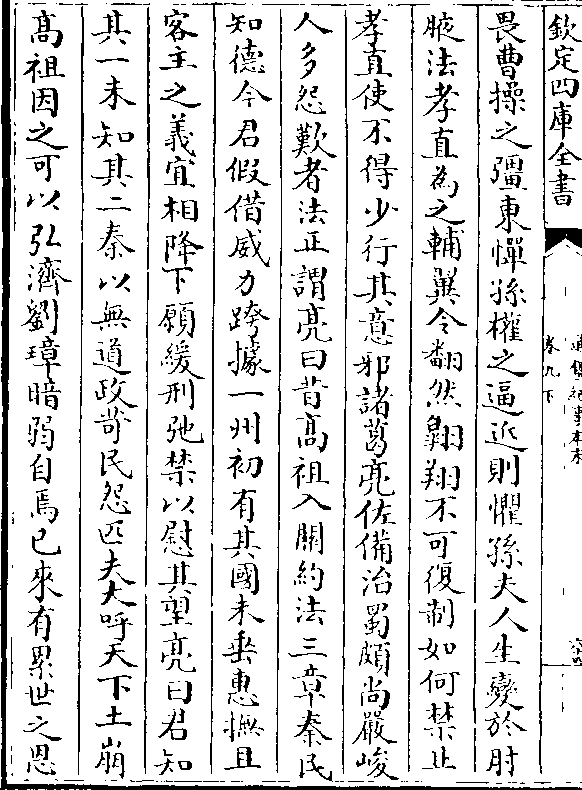 欽定四庫全書
通鑑紀事本末
卷九下
畏曹操之彊東憚孫權之逼近則懼孫夫人生變於肘
腋法孝直為之輔翼令翻然翺翔不可復制如何禁止
孝直使不得少行其意邪諸葛亮佐備治蜀頗尚嚴峻
人多怨歎者法正謂亮曰昔髙祖入關約法三章秦民
知德今君假借威力跨據一州初有其國未垂惠撫且
客主之義宜相降下願緩刑弛禁以慰其望亮曰君知
其一未知其二秦以無道政苛民怨匹夫大呼天下土崩
髙祖因之可以弘濟劉璋暗弱自焉已來有累世之恩